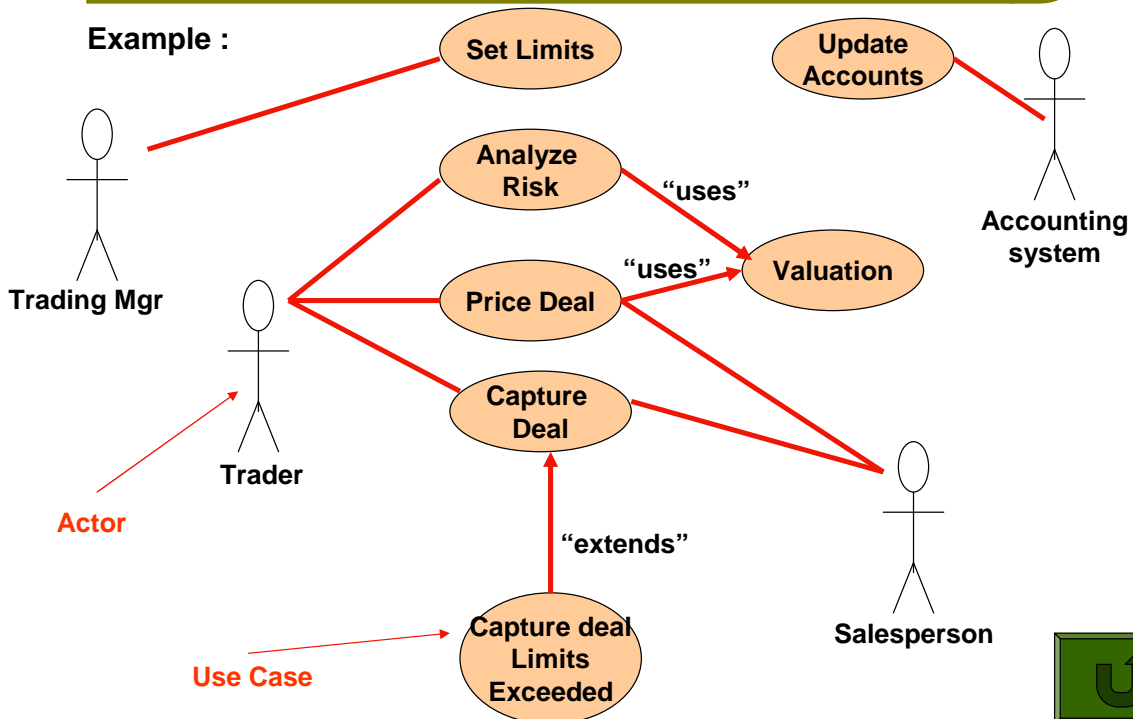 Example :
Set Limits
Update
Accounts
Analyze
Risk
“uses”
Accounting
system
“uses”
Valuation
Trading Mgr
Price Deal
Capture
Deal
Trader
Actor
“extends”
Capture deal
Limits
Exceeded
Salesperson
Use Case